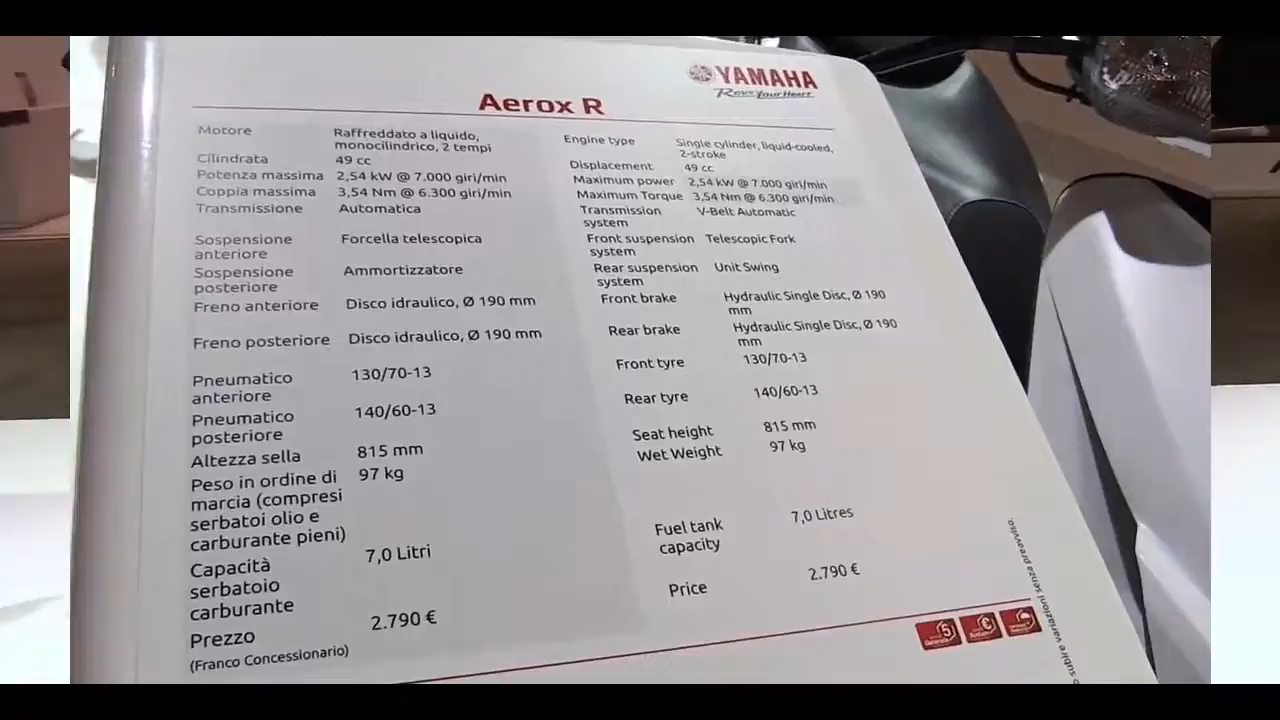 YAMAHA
Revs Your Heart
Aerox R
Motore Raffreddato a liquido,
monocilindrico, 2 tempi
Cilindrata 49 cc
Potenza massima 2,54 kW @ 7.000 giri/min
Coppia massima 3,54 Nm @ 6.300 giri/min
Transmissione Automatica
Sospensione Forcella telescopica
anteriore
Sospensione Ammortizzatore
posteriore
Freno anteriore Disco idraulico, Ø 190 mm
Freno posteriore Disco idraulico, Ø 190 mm
Pneumatico 130/70-13
anteriore
Pneumatico 140/60-13
posteriore
Altezza sella 815 mm
Peso in ordine di 97 kg
marcia (compresi
serbatoi olio e
carburante pieni)
Capacità 7,0 Litri
serbatoio
carburante
Prezzo 2.790 €
(Franco Concessionario)
Engine type Single cylinder, liquid-cooled,
2-stroke
Displacement 49 cc
Maximum power 2,54 kW @ 7.000 giri/min
Maximum Torque 3,54 Nm @ 6.300 giri/min
Transmission V-Belt Automatic
system
Front suspension Telescopic Fork
system
Rear suspension Unit Swing
system
Front brake Hydraulic Single Disc, Ø 190
mm
Rear brake Hydraulic Single Disc, Ø 190
mm
Front tyre 130/70-13
Rear tyre 140/60-13
Seat height 815 mm
Wet Weight 97 kg
Fuel tank 7,0 Litres
capacity
Price 2.790 €
5
€
o subire variazioni senza preavviso.